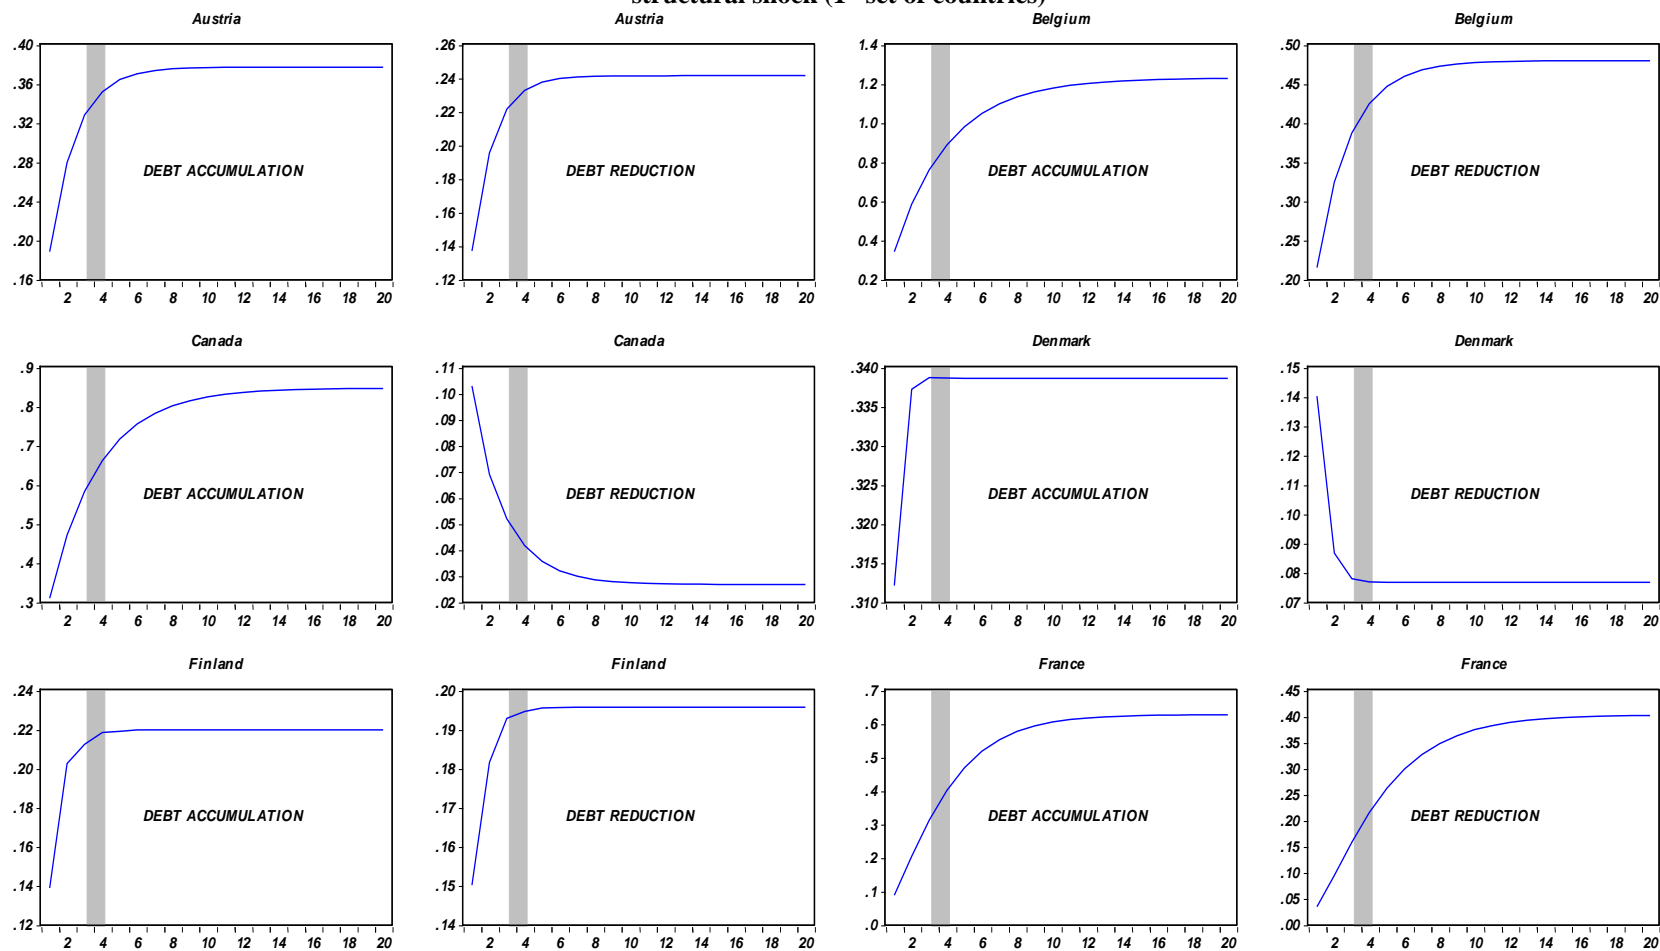 structural shock (1 set of countries)
Austria
.40
.36
.32
.28
.24
.20
.16
DEBT ACCUMULATION
2 4 6 8 10 12 14 16 18 20
Austria
.26
.24
.22
.20
.18
.16
.14
.12
DEBT REDUCTION
2 4 6 8 10 12 14 16 18 20
Belgium
1.4
1.2
1.0
0.8
0.6
0.4
0.2
DEBT ACCUMULATION
2 4 6 8 10 12 14 16 18 20
Belgium
.50
.45
.40
.35
.30
.25
.20
DEBT REDUCTION
2 4 6 8 10 12 14 16 18 20
Canada
.9
.8
.7
.6
.5
.4
.3
DEBT ACCUMULATION
2 4 6 8 10 12 14 16 18 20
Canada
.11
.10
.09
.08
.07
.06
.05
.04
.03
.02
DEBT REDUCTION
2 4 6 8 10 12 14 16 18 20
Denmark
.340
.335
.330
.325
.320
.315
.310
DEBT ACCUMULATION
2 4 6 8 10 12 14 16 18 20
Denmark
.15
.14
.13
.12
.11
.10
.09
.08
.07
DEBT REDUCTION
2 4 6 8 10 12 14 16 18 20
Finland
.24
.22
.20
.18
.16
.14
.12
DEBT ACCUMULATION
2 4 6 8 10 12 14 16 18 20
Finland
.20
.19
.18
.17
.16
.15
.14
DEBT REDUCTION
2 4 6 8 10 12 14 16 18 20
France
.7
.6
.5
.4
.3
.2
.1
.0
DEBT ACCUMULATION
2 4 6 8 10 12 14 16 18 20
France
.45
.40
.35
.30
.25
.20
.15
.10
.05
.00
DEBT REDUCTION
2 4 6 8 10 12 14 16 18 20